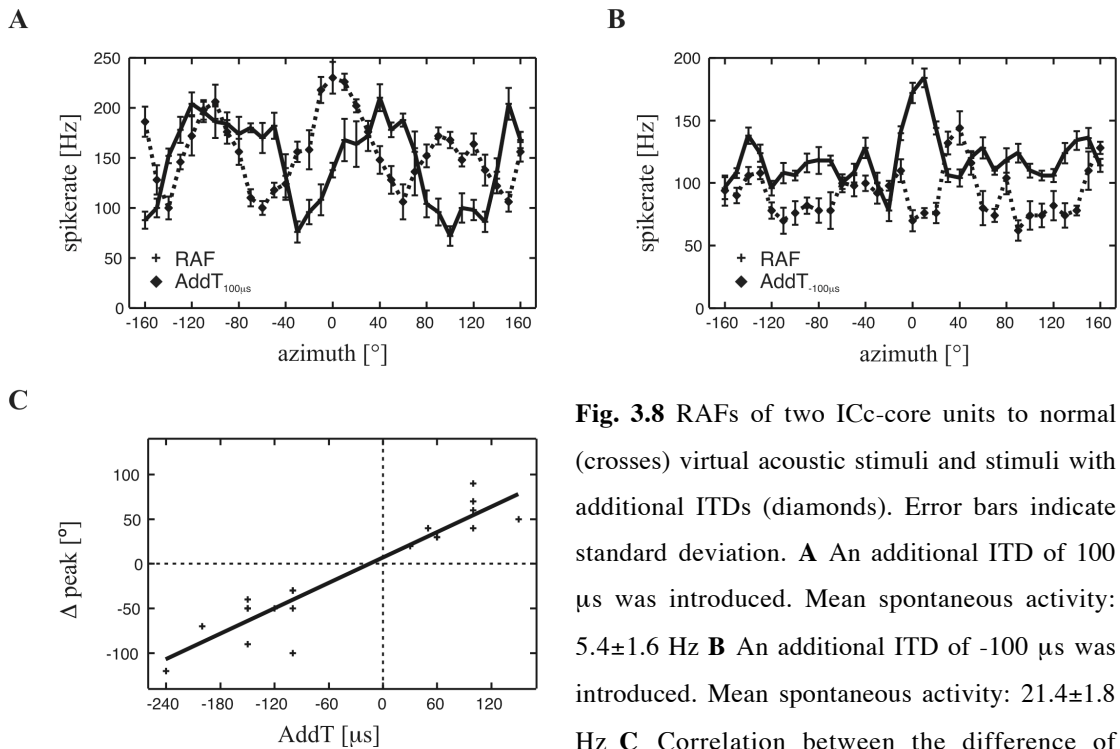 A
B
250
200
150
100
50
0
spikerate [Hz]
RAF
AddT100μs
-160 -120 -80 -40 0 40 80 120 160
azimuth [°]
200
150
100
50
0
spikerate [Hz]
RAF
AddT-100μs
-160 -120 -80 -40 0 40 80 120 160
azimuth [°]
C
100
50
0
-50
-100
Δ peak [°]
-240 -180 -120 -60 0 60 120
AddT [μs]
Fig. 3.8 RAFs of two ICc-core units to normal
(crosses) virtual acoustic stimuli and stimuli with
additional ITDs (diamonds). Error bars indicate
standard deviation. A An additional ITD of 100
μs was introduced. Mean spontaneous activity:
5.4±1.6 Hz B An additional ITD of -100 μs was
introduced. Mean spontaneous activity: 21.4±1.8
Hz C Correlation between the difference of